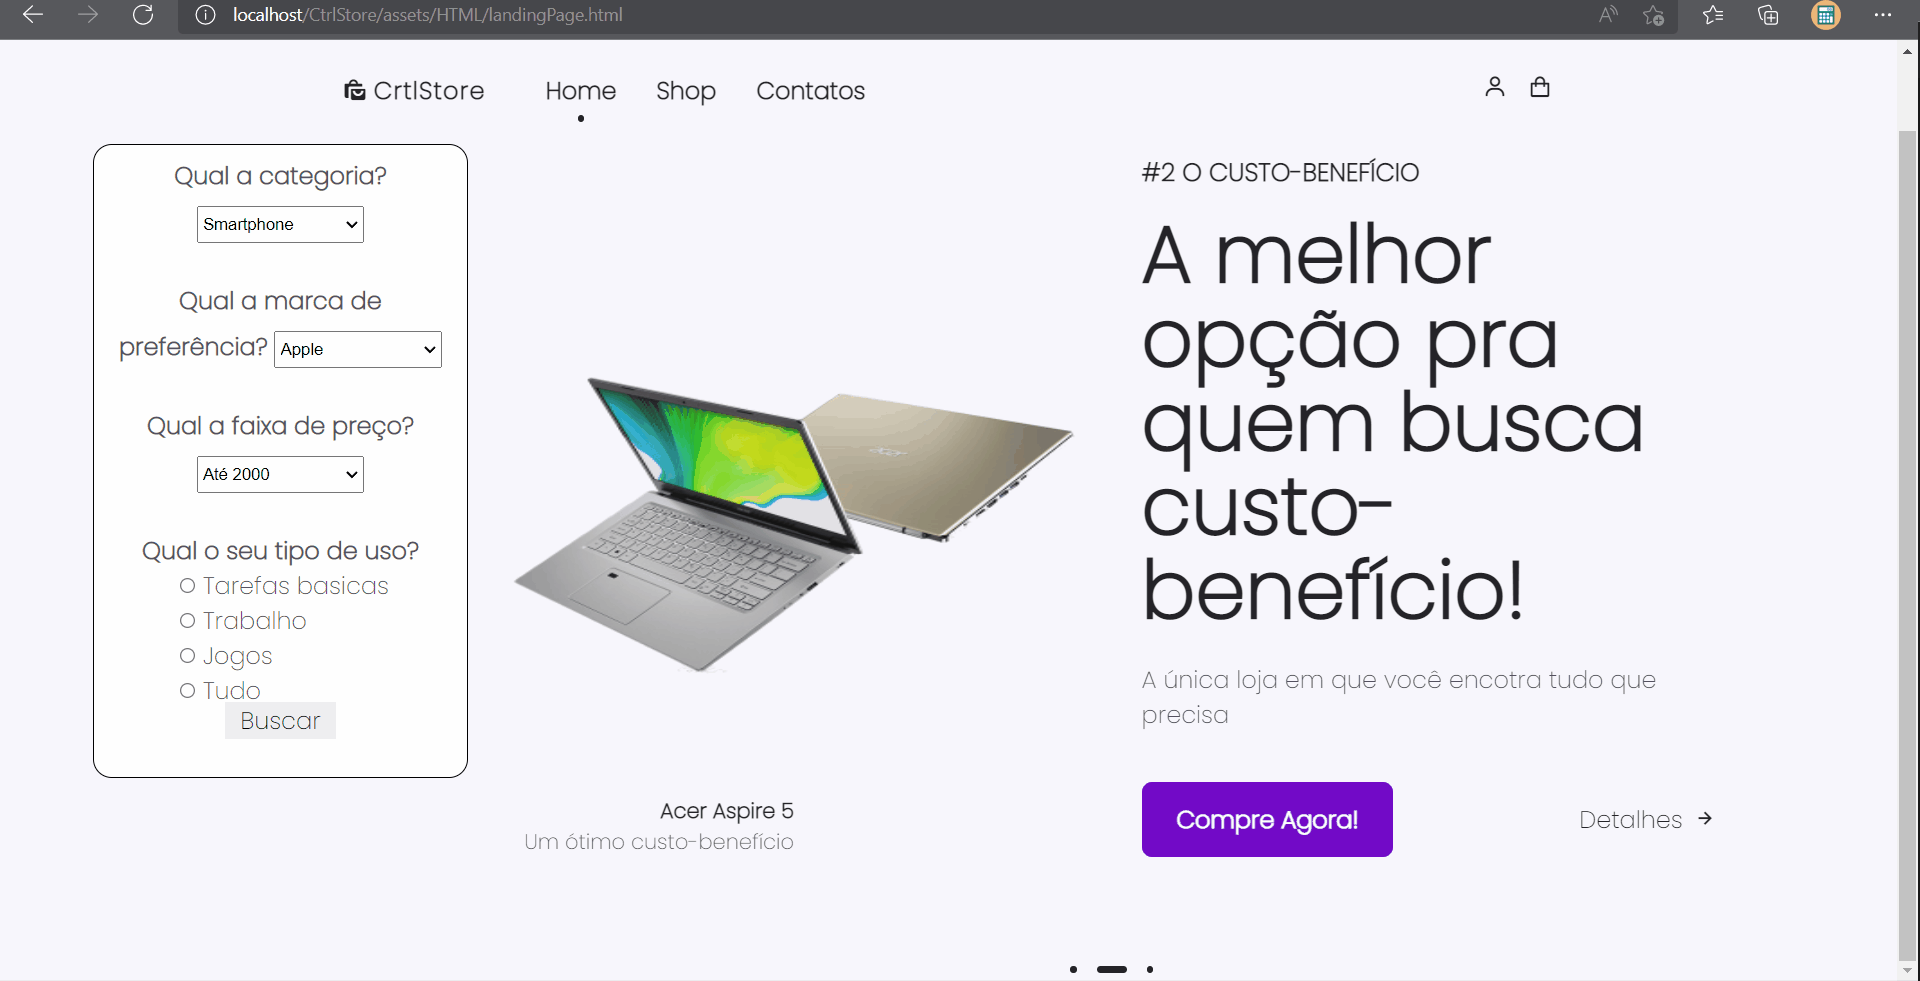 localhost/CtrlStore/assets/HTML/landingPage.html
CrtlStore Home Shop Contatos
Qual a categoria?
Smartphone
Qual a marca de
preferência? Apple
Qual a faixa de preço?
Até 2000
Qual o seu tipo de uso?
Tarefas basicas
Trabalho
Jogos
Tudo
Buscar
acer
Acer Aspire 5
Um ótimo custo-benefício
#2 O CUSTO-BENEFÍCIO
A melhor
opção pra
quem busca
custo-
benefício!
A única loja em que você encotra tudo que
precisa
Compre Agora!
Detalhes